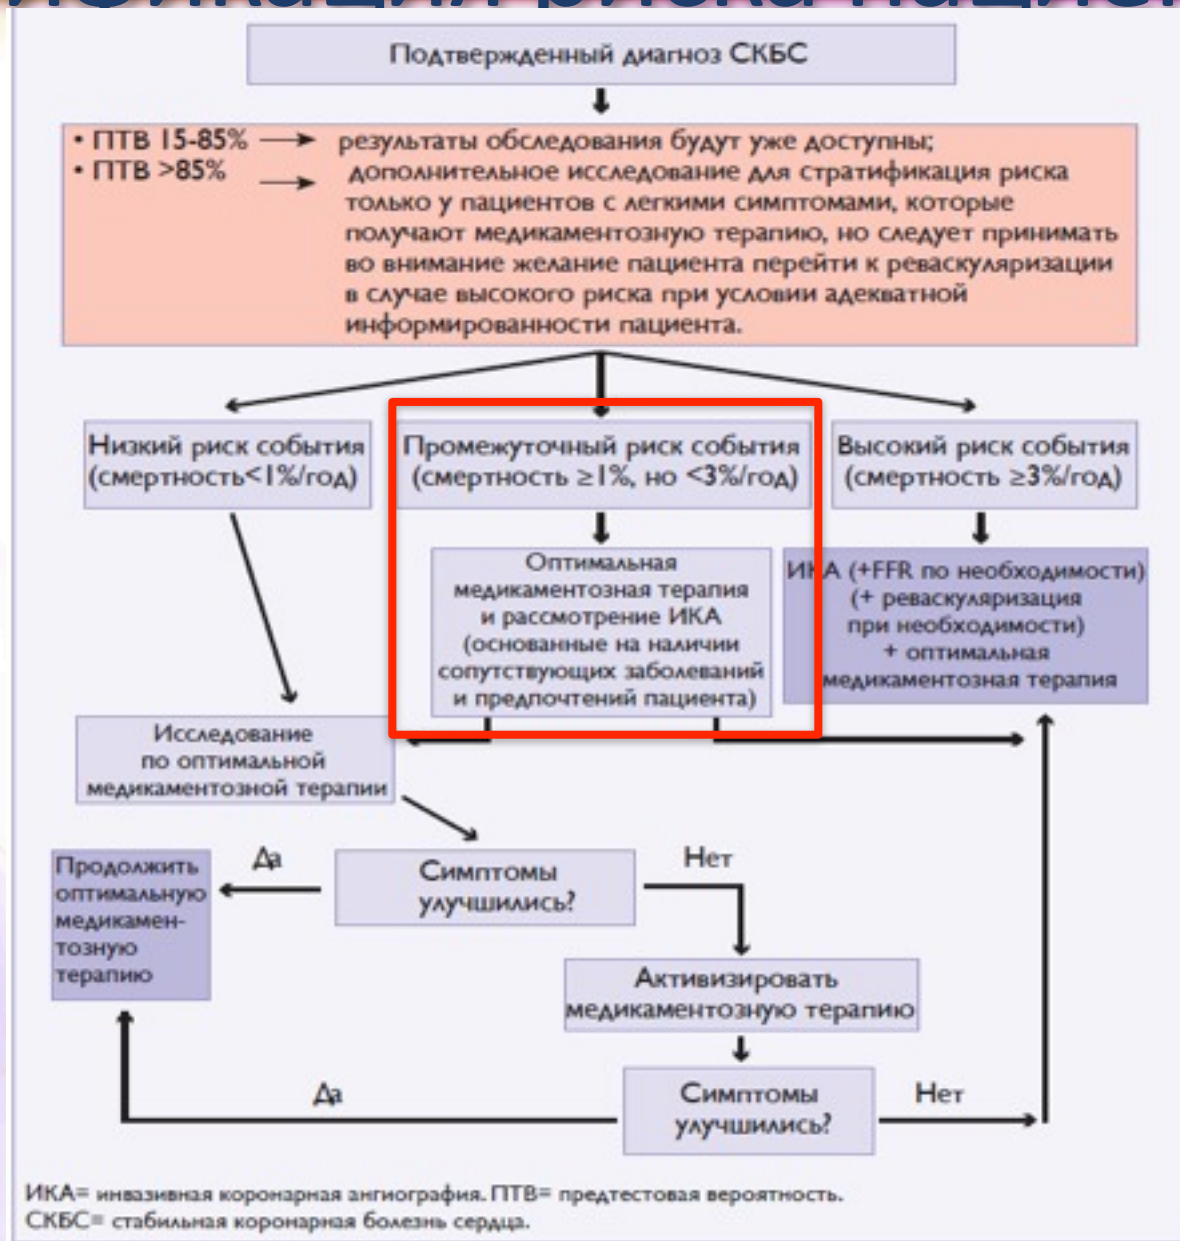 Подтвержденный диагноз СКБС
• ПТВ 15-85% → результаты обследования будут уже доступны;
• ПТВ >85% → дополнительное исследование для стратификация риска
только у пациентов с легкими симптомами, которые
получают медикаментозную терапию, но следует принимать
во внимание желание пациента перейти к реваскуляризации
в случае высокого риска при условии адекватной
информированности пациента.
Низкий риск события
(смертность<1%/год)
Промежуточный риск события
(смертность ≥1%, но <3%/год)
Высокий риск события
(смертность ≥3%/год)
Оптимальная
медикаментозная терапия
и рассмотрение ИКА
(основанные на наличии
сопутствующих заболеваний
и предпочтений пациента)
ИКА (+FFR по необходимости)
(+ реваскуляризация
при необходимости)
+ оптимальная
медикаментозная терапия
Исследование
по оптимальной
медикаментозной терапии
Симптомы
улучшились?
Да
Нет
Продолжить
оптимальную
медикамен-
тозную
терапию
Активизировать
медикаментозную терапию
Симптомы
улучшились?
Да
Нет
ИКА= инвазивная коронарная ангиография. ПТВ= предтестовая вероятность.
СКБС= стабильная коронарная болезнь сердца.